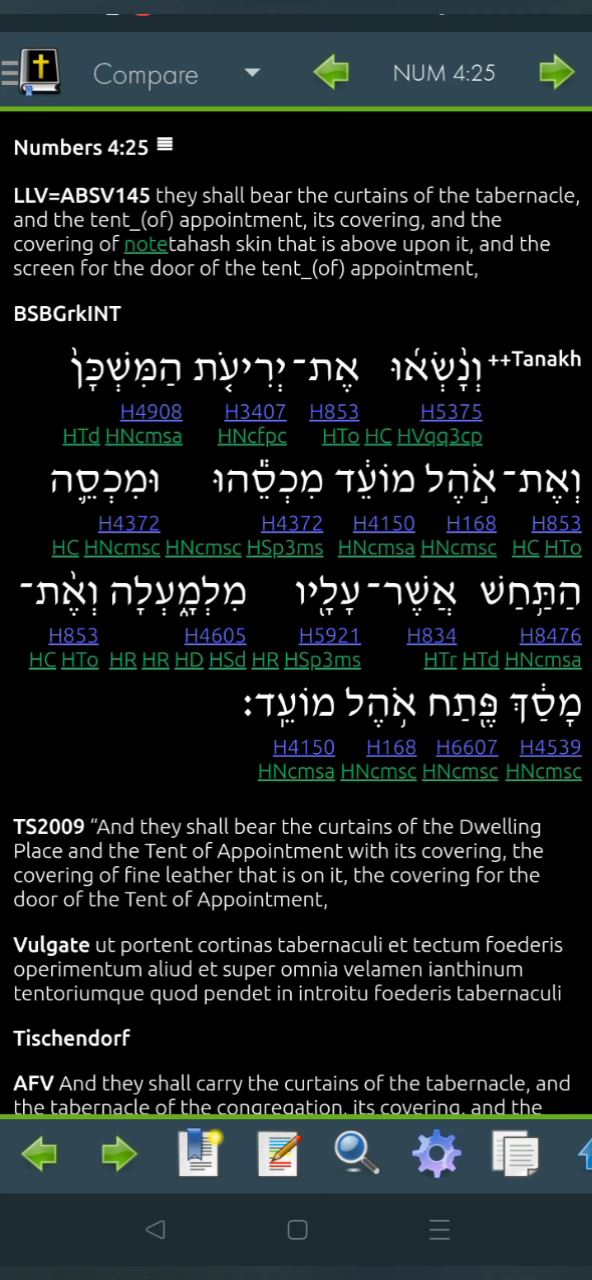 Compare NUM 4:25
Numbers 4:25
LLV=ABSV145 they shall bear the curtains of the tabernacle,
and the tent_(of) appointment, its covering, and the
covering of notetahash skin that is above upon it, and the
screen for the door of the tent_(of) appointment,
BSBGrkINT
++Tanakh וְנָ֨שְׂא֜וּ אֶת־יְרִיעֹ֤ת הַמִּשְׁכָּן֙
H4908 H3407 H853 H5375
HTd HNcmsa HNcfpc HTo HC HVqq3cp
וְאֶת־אֹ֣הֶל מוֹעֵ֔ד מִכְסֵ֕הוּ וּמִכְסֵ֛ה
H4372 H4372 H4150 H168 H853
HC HNcmsc HNcmsc HSp3ms HNcmsa HNcmsc HC HTo
הַתַּ֥חַשׁ אֲשֶׁר־עָלָ֖יו מִלְמָ֑עְלָה וְאֶ֨ת־
H853 H4605 H5921 H834 H8476
HC HTo HR HR HD HSd HR HSp3ms HTr HTd HNcmsa
מָסַ֔ךְ פֶּ֖תַח אֹ֥הֶל מוֹעֵֽד׃
H4150 H168 H6607 H4539
HNcmsa HNcmsc HNcmsc HNcmsc
TS2009 “And they shall bear the curtains of the Dwelling
Place and the Tent of Appointment with its covering, the
covering of fine leather that is on it, the covering for the
door of the Tent of Appointment,
Vulgate ut portent cortinas tabernaculi et tectum foederis
operimentum aliud et super omnia velamen ianthinum
tentoriumque quod pendet in introitu foederis tabernaculi
Tischendorf
AFV And they shall carry the curtains of the tabernacle, and
the tabernacle of the congregation, its covering, and the